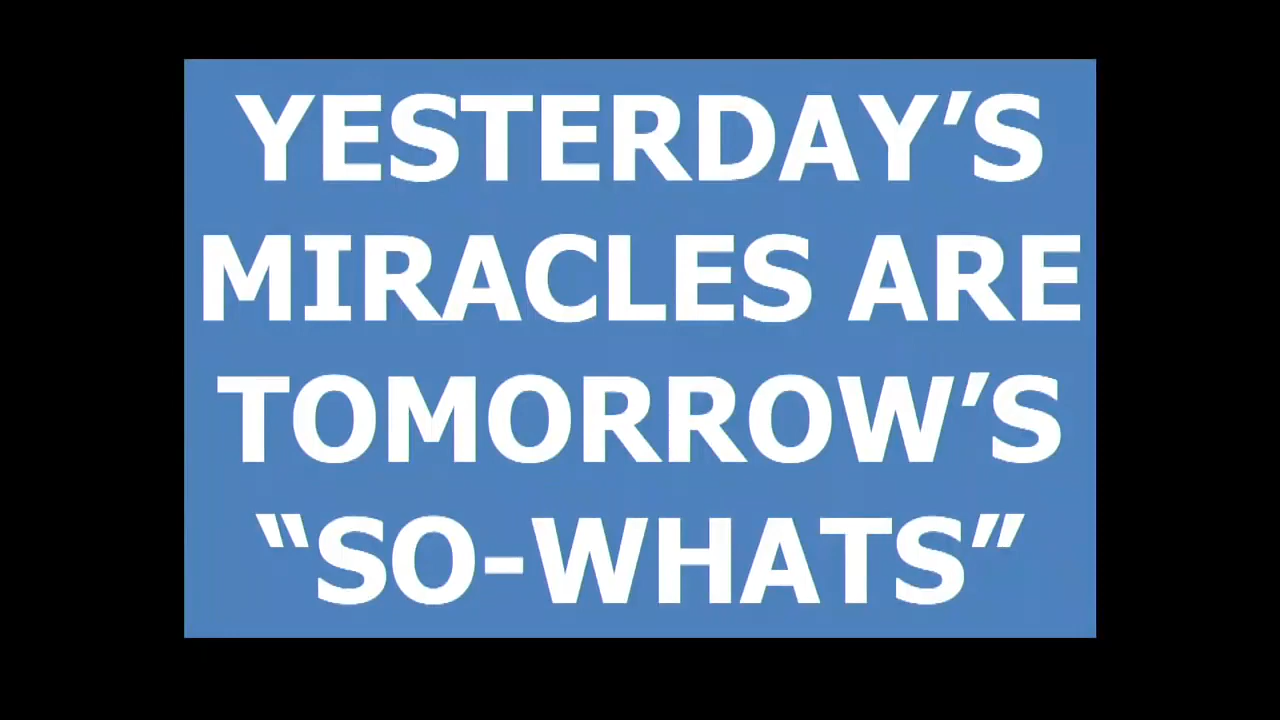 YESTERDAY’S
MIRACLES ARE
TOMORROW’S
“SO-WHATS”